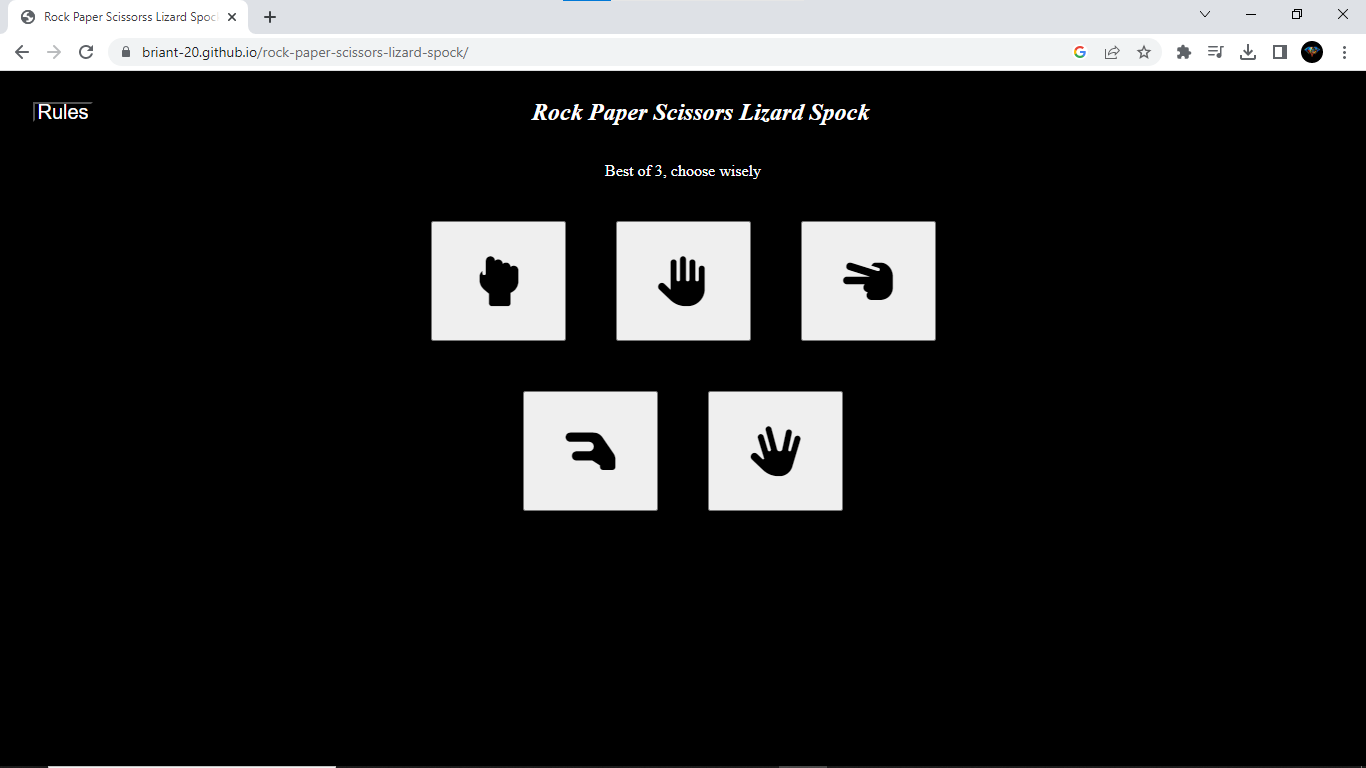 Rock Paper Scissorss Lizard Spoc
briant-20.github.io/rock-paper-scissors-lizard-spock/
Rules
Rock Paper Scissors Lizard Spock
Best of 3, choose wisely